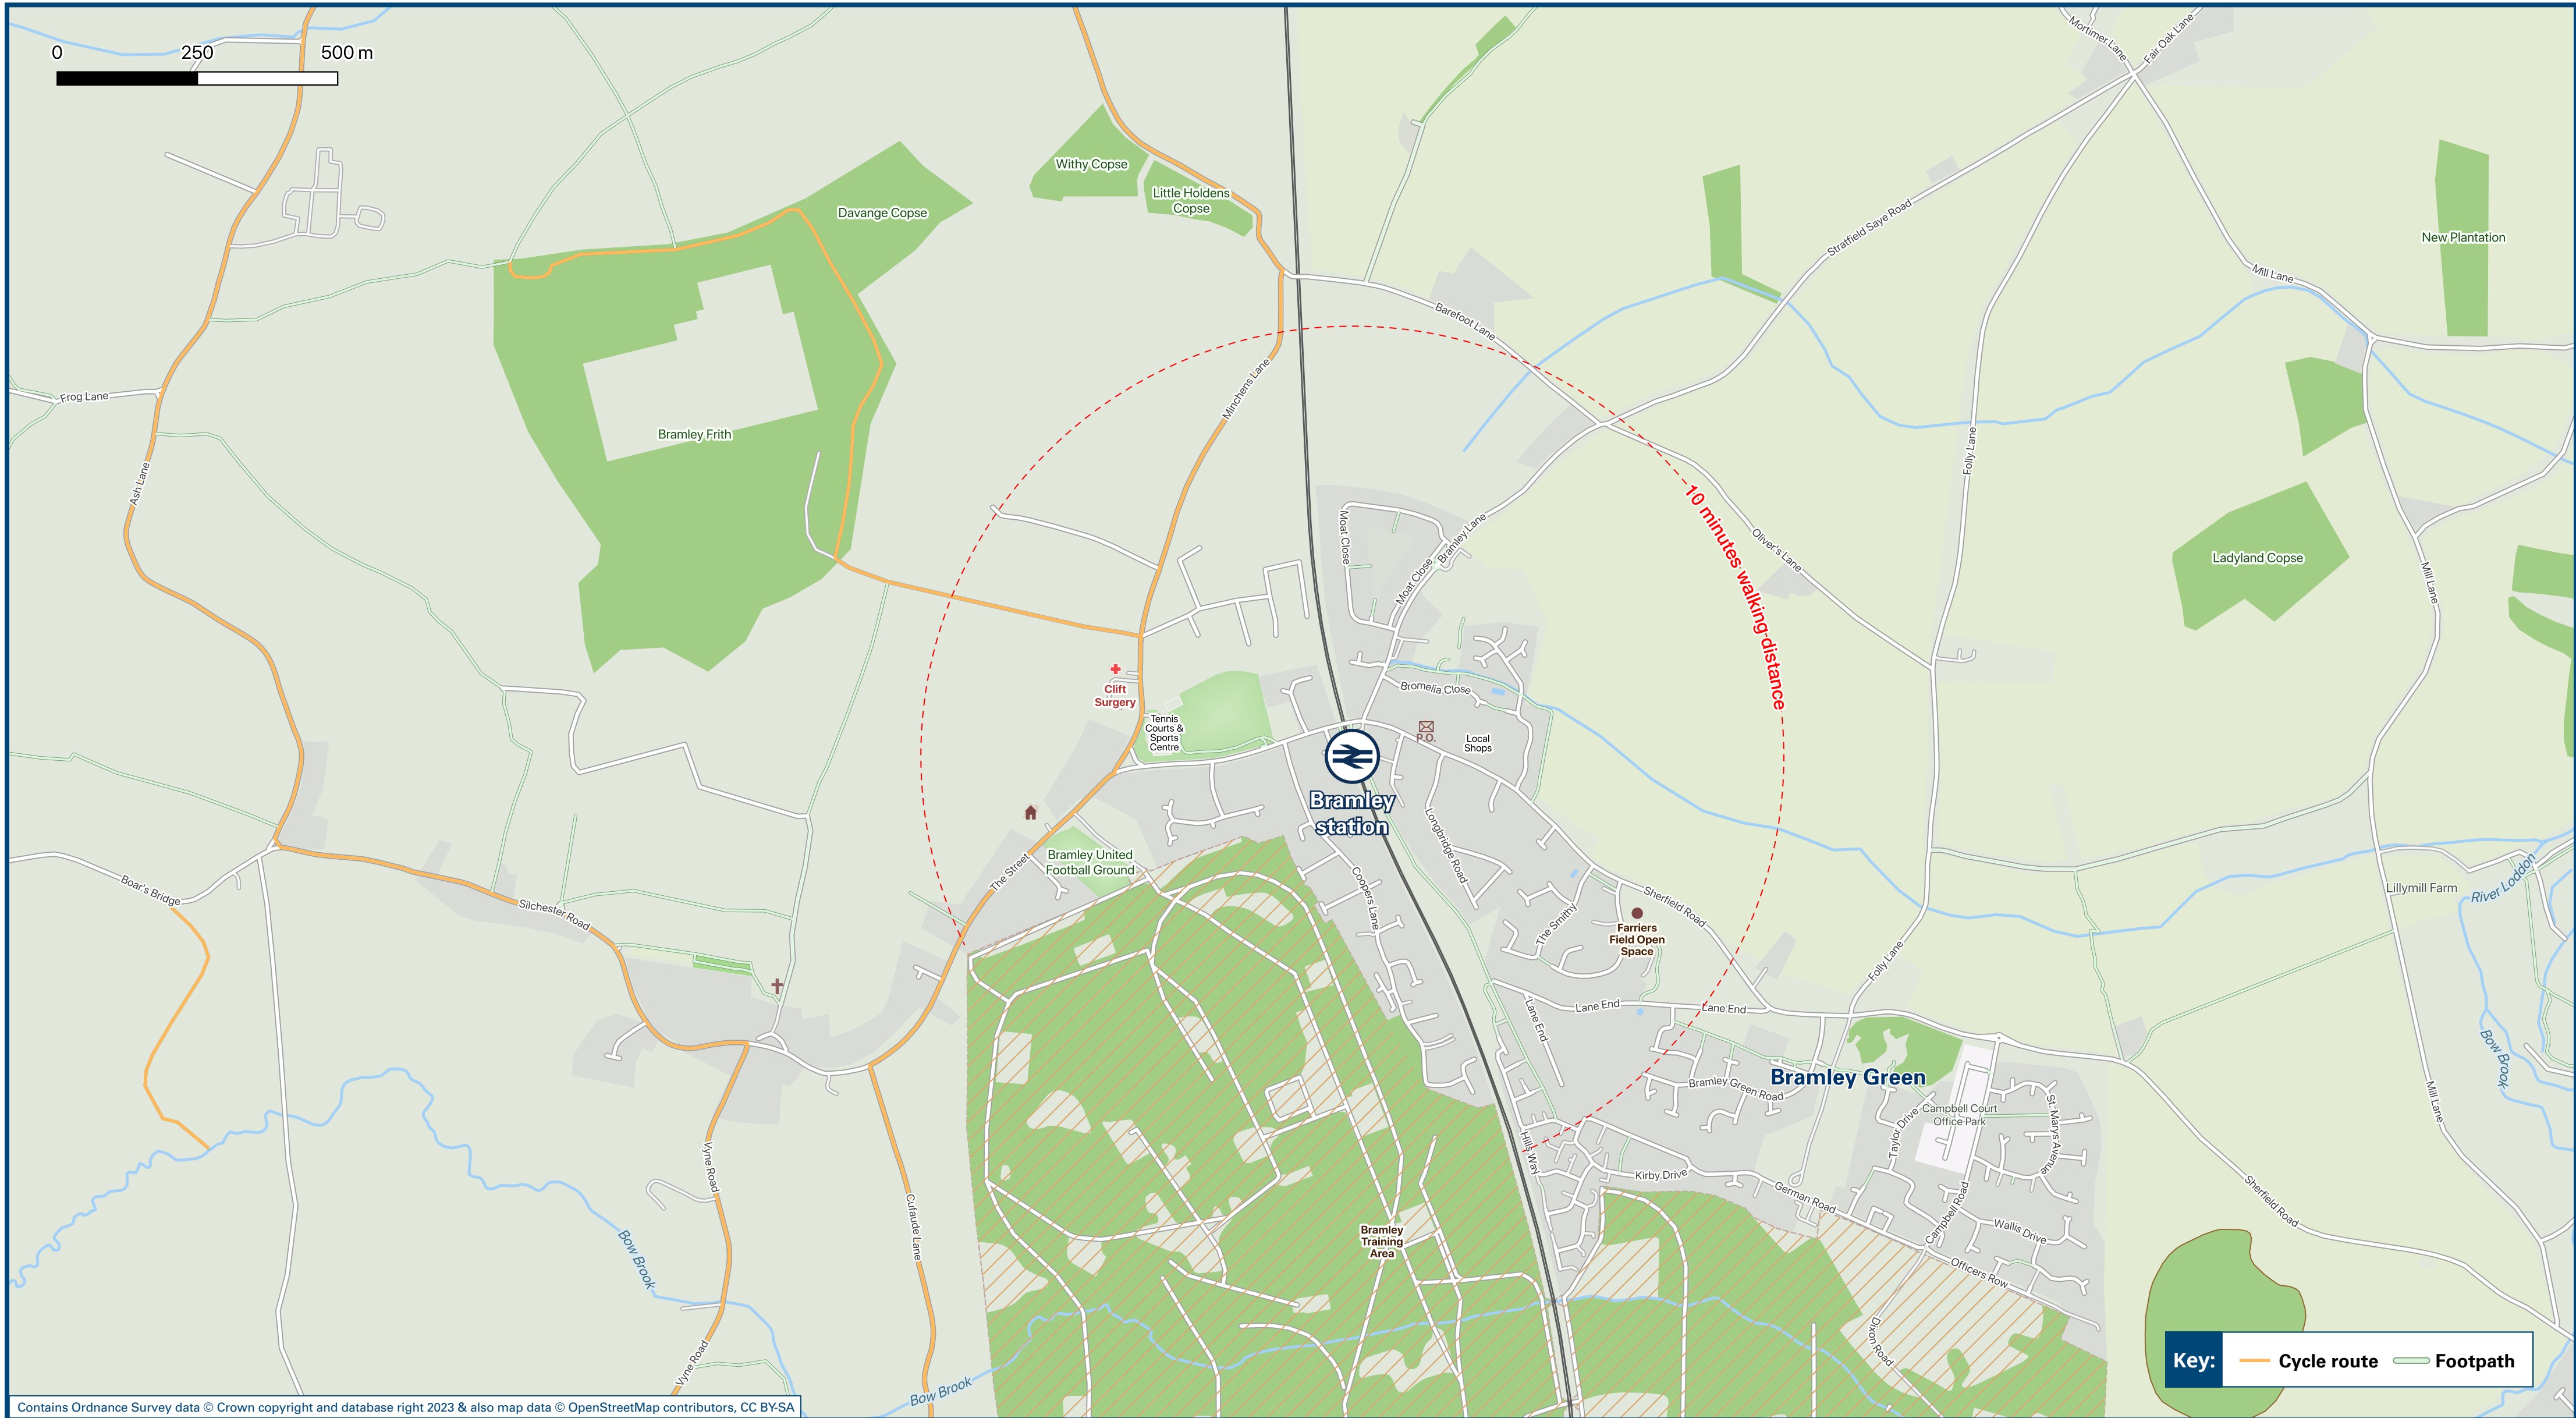 0 250 500 m
Mortimer Lane
Fair Oak Lane
Withy Copse
Little Holdens
Copse
Davange Copse
Stratfield Saye Road
New Plantation
Mill Lane
Barefoot Lane
Minchens Lane
Frog Lane
Bramley Frith
Ash Lane
Folly Lane
10 minutes walking distance
Moat Close
Bramley Lane
Moat Close
Oliver's Lane
Ladyland Copse
Mill Lane
Clift
Surgery
Bromelia Close
Tennis
Courts &
Sports
Centre
P.O.
Local
Shops
Bramley
station
Longbridge Road
Bramley United
Football Ground
The Street
Coopers Lane
Boar's Bridge
Silchester Road
Sherfield Road
The Smithy
Farriers
Field Open
Space
Lillymill Farm
River Loddon
Folly Lane
Lane End
Lane End
Lane End
Bow Brook
Bramley Green
Bramley Green Road
Campbell Court
Office Park
Taylor Drive
St. Marys Avenue
Mill Lane
Vyne Road
Hills Way
Kirby Drive
German Road
Sherfield Road
Cufaude Lane
Bramley
Training
Area
Campbell Road
Wallis Drive
Officers Row
Bow Brook
Dixon Road
Vyne Road
Bow Brook
Key: Cycle route Footpath
Contains Ordnance Survey data © Crown copyright and database right 2023 & also map data © OpenStreetMap contributors, CC BY-SA